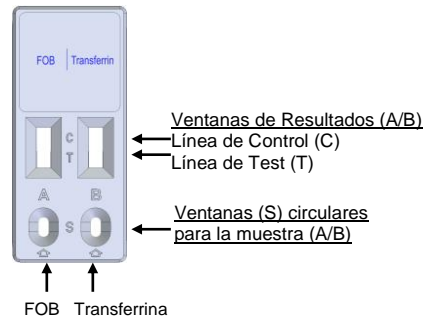 FOB Transferrin
Ventanas de Resultados (A/B)
C
Línea de Control (C)
T
Línea de Test (T)
A B
S
Ventanas (S) circulares
para la muestra (A/B)
FOB Transferrina